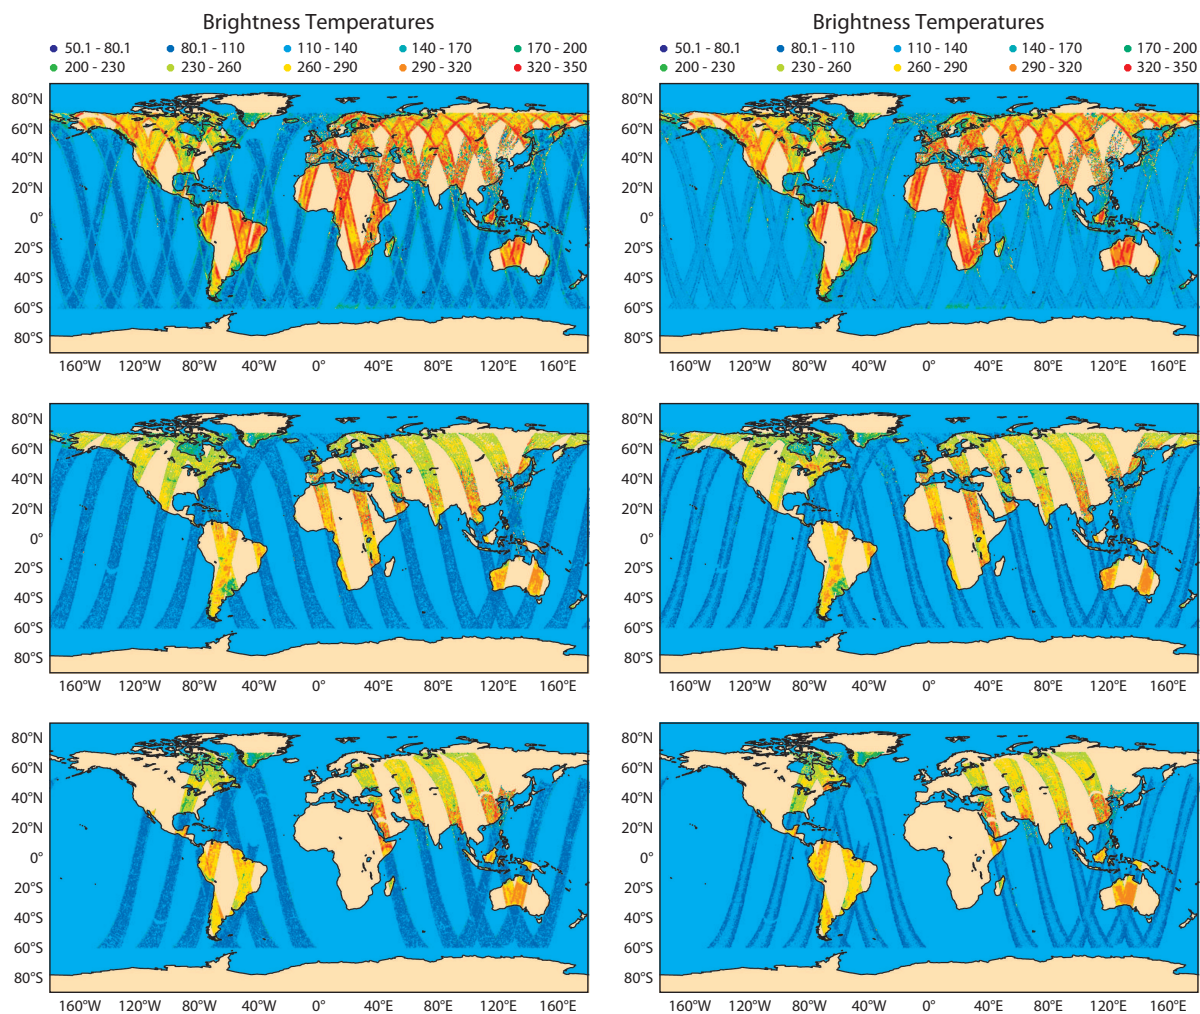 Brightness Temperatures
50.1 - 80.1 80.1 - 110 110 - 140 140 - 170 170 - 200
200 - 230 230 - 260 260 - 290 290 - 320 320 - 350
80°N
60°N
40°N
20°N
0°
20°S
40°S
60°S
80°S
160°W 120°W 80°W 40°W 0° 40°E 80°E 120°E 160°E
Brightness Temperatures
50.1 - 80.1 80.1 - 110 110 - 140 140 - 170 170 - 200
200 - 230 230 - 260 260 - 290 290 - 320 320 - 350
80°N
60°N
40°N
20°N
0°
20°S
40°S
60°S
80°S
160°W 120°W 80°W 40°W 0° 40°E 80°E 120°E 160°E
80°N
60°N
40°N
20°N
0°
20°S
40°S
60°S
80°S
160°W 120°W 80°W 40°W 0° 40°E 80°E 120°E 160°E
80°N
60°N
40°N
20°N
0°
20°S
40°S
60°S
80°S
160°W 120°W 80°W 40°W 0° 40°E 80°E 120°E 160°E
80°N
60°N
40°N
20°N
0°
20°S
40°S
60°S
80°S
160°W 120°W 80°W 40°W 0° 40°E 80°E 120°E 160°E
80°N
60°N
40°N
20°N
0°
20°S
40°S
60°S
80°S
160°W 120°W 80°W 40°W 0° 40°E 80°E 120°E 160°E